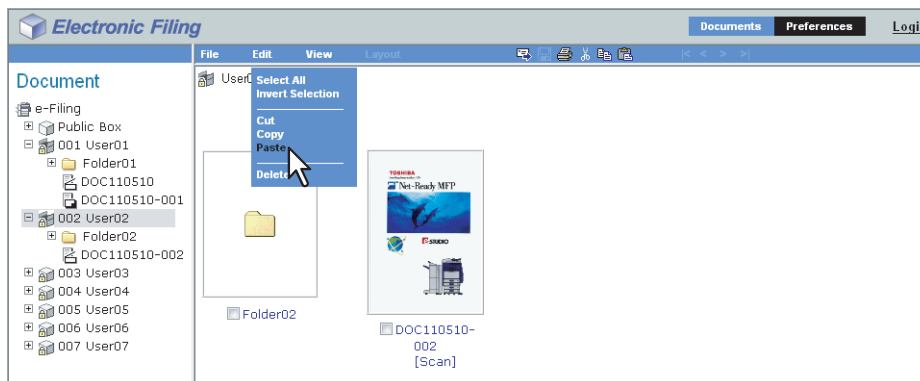 Electronic Filing
Documents Preferences
File Edit View Layout
|< < > >|
Document
e-Filing
Public Box
001 User01
Folder01
DOC110510
DOC110510-001
002 User02
Folder02
DOC110510-002
003 User03
004 User04
005 User05
006 User06
007 User07
Select All
Invert Selection
Cut
Copy
Paste
Delete
TOSHIBA
Net-Ready MFP
e-STUDIO
Folder02
DOC110510-
002
[Scan]